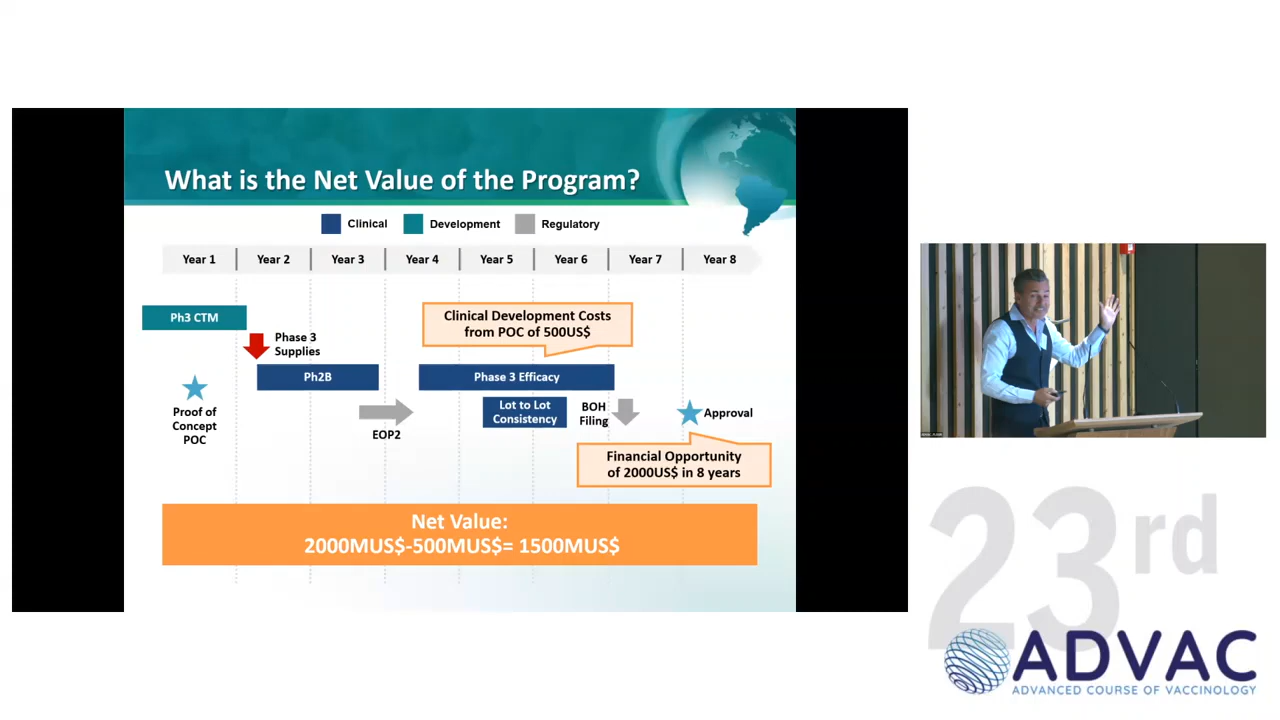 What is the Net Value of the Program?
Clinical
Development
Regulatory
Year 1
Year 2
Year 3
Year 4
Year 5
Year 6
Year 7
Year 8
Ph3 CTM
Clinical Development Costs
from POC of 500US$
Phase 3
Supplies
Ph2B
Phase 3 Efficacy
Proof of
Concept
POC
EOP2
Lot to Lot
Consistency
BOH
Filing
Approval
Financial Opportunity
of 2000US$ in 8 years
Net Value:
2000MUS$-500MUS$= 1500MUS$
23rd
ADVAC
ADVANCED COURSE OF VACCINOLOGY